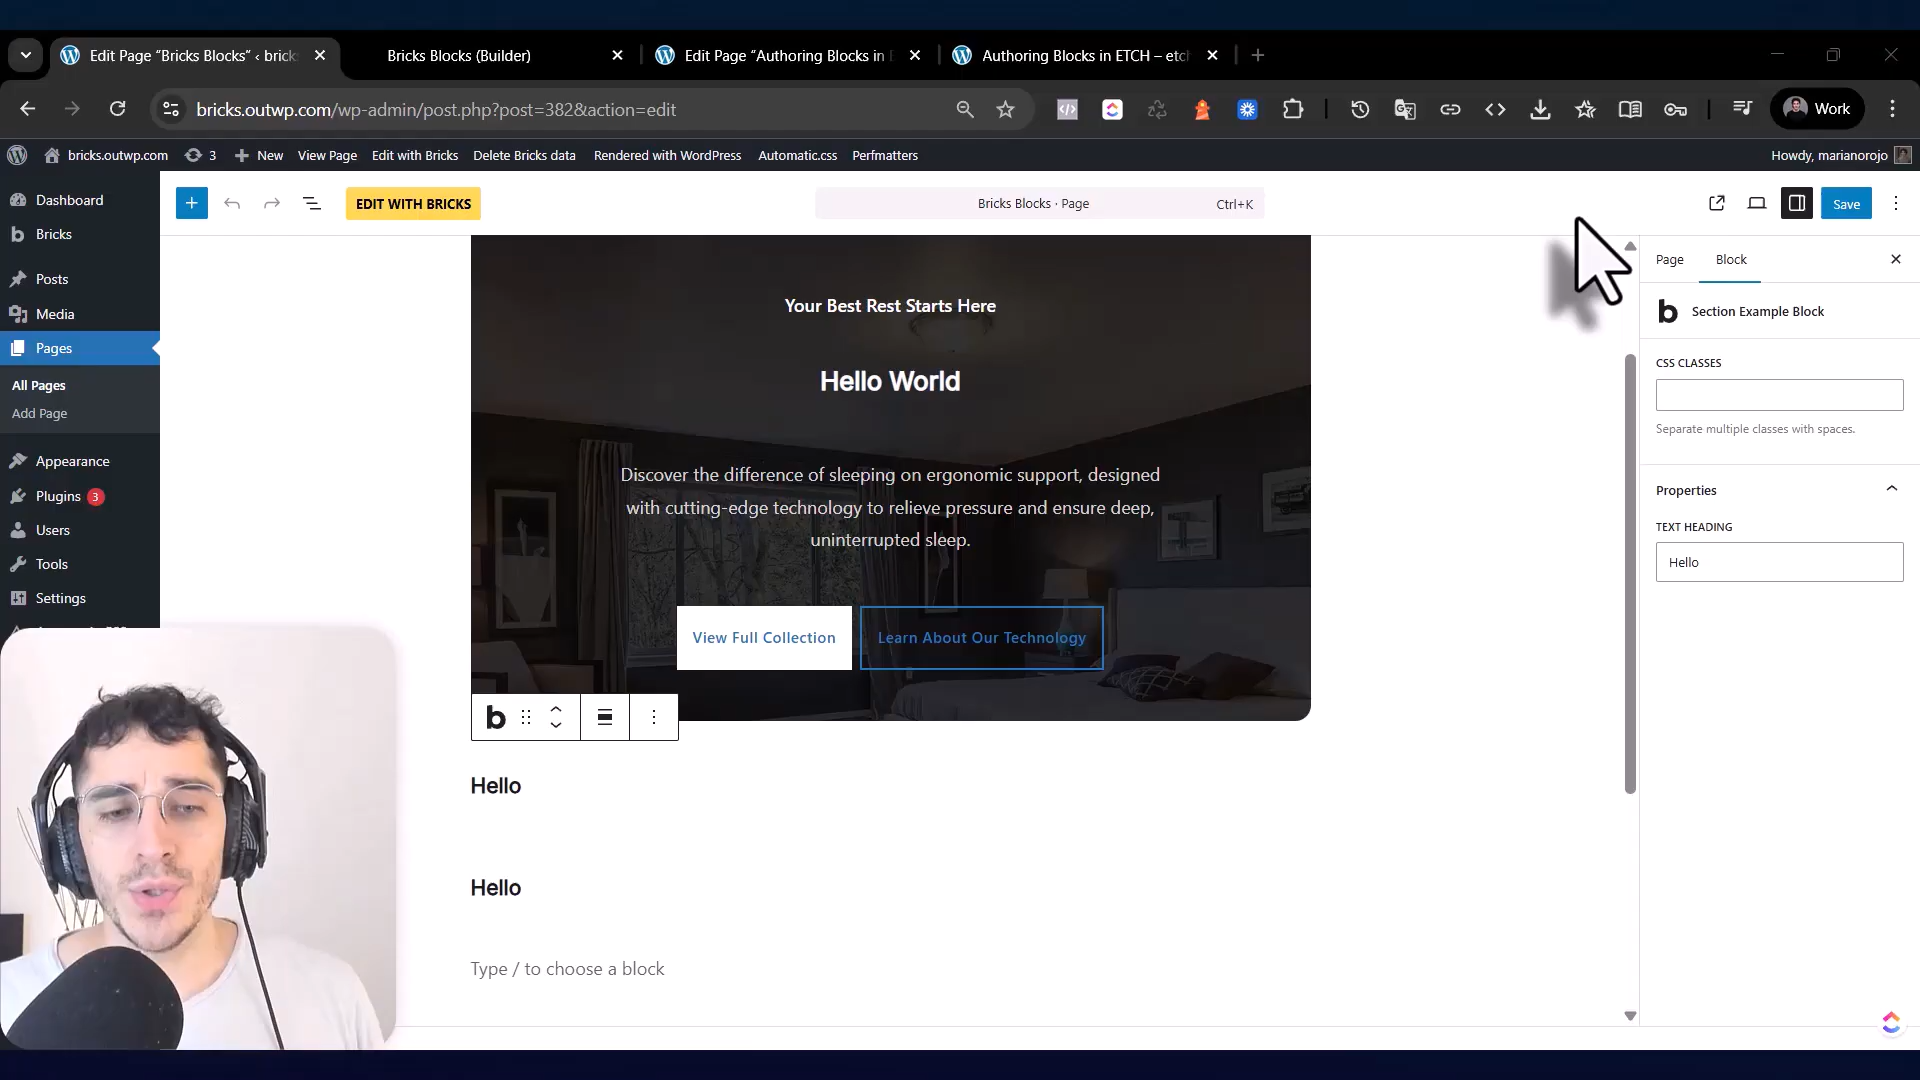 Edit Page “Bricks Blocks” ‹ brick
Bricks Blocks (Builder)
Edit Page “Authoring Blocks in
Authoring Blocks in ETCH – etc
bricks.outwp.com/wp-admin/post.php?post=382&action=edit
Work
bricks.outwp.com
3
New
View Page
Edit with Bricks
Delete Bricks data
Rendered with WordPress
Automatic.css
Perfmatters
Howdy, marianorojo
Dashboard
Bricks
Posts
Media
Pages
All Pages
Add Page
Appearance
Plugins 3
Users
Tools
Settings
EDIT WITH BRICKS
Bricks Blocks · Page
Ctrl+K
Save
Your Best Rest Starts Here
Hello World
Discover the difference of sleeping on ergonomic support, designed
with cutting-edge technology to relieve pressure and ensure deep,
uninterrupted sleep.
View Full Collection
Learn About Our Technology
b
Hello
Hello
Type / to choose a block
Page
Block
b
Section Example Block
CSS CLASSES
Separate multiple classes with spaces.
Properties
TEXT HEADING
Hello